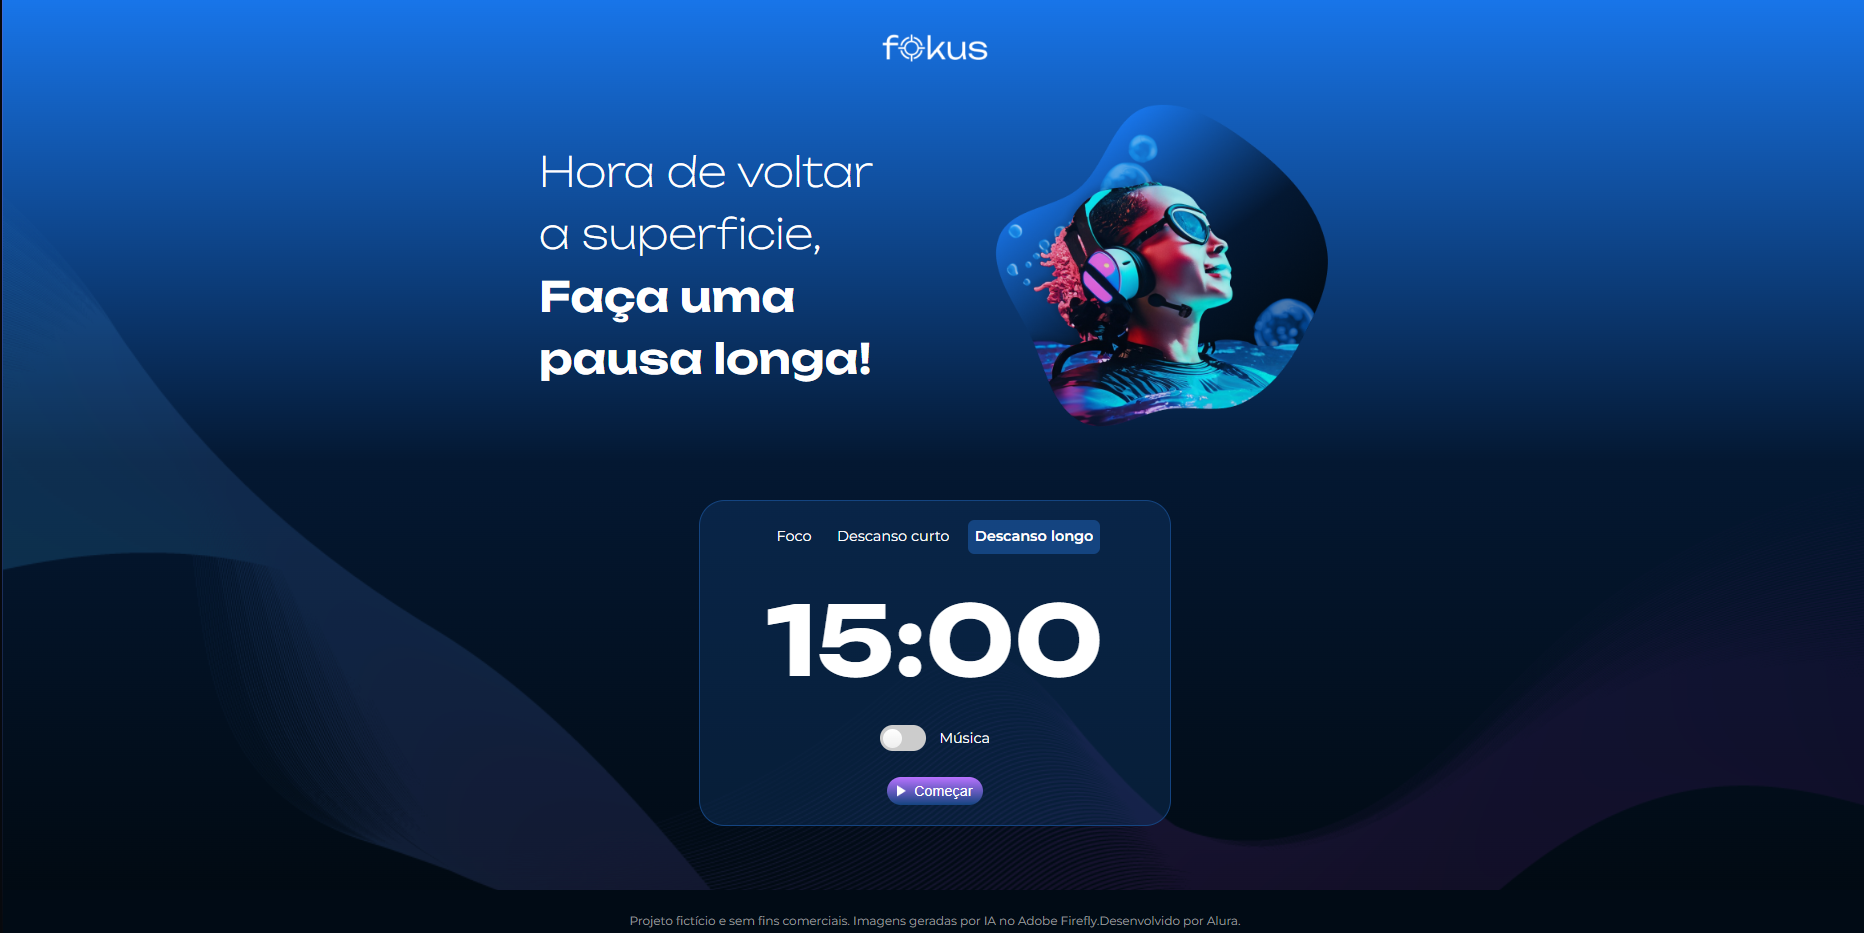 fokus
Hora de voltar
a superficie,
Faça uma
pausa longa!
Foco Descanso curto Descanso longo
15:00
Música
Começar
Projeto fictício e sem fins comerciais. Imagens geradas por IA no Adobe Firefly.Desenvolvido por Alura.